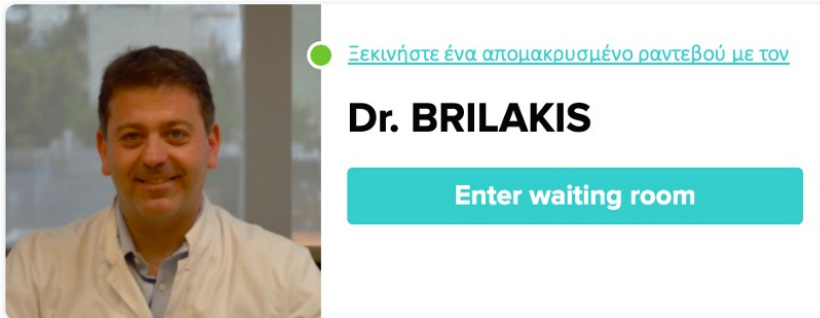 Ξεκινήστε ένα απομακρυσμένο ραντεβού με τον
Dr. BRILAKIS
Enter waiting room